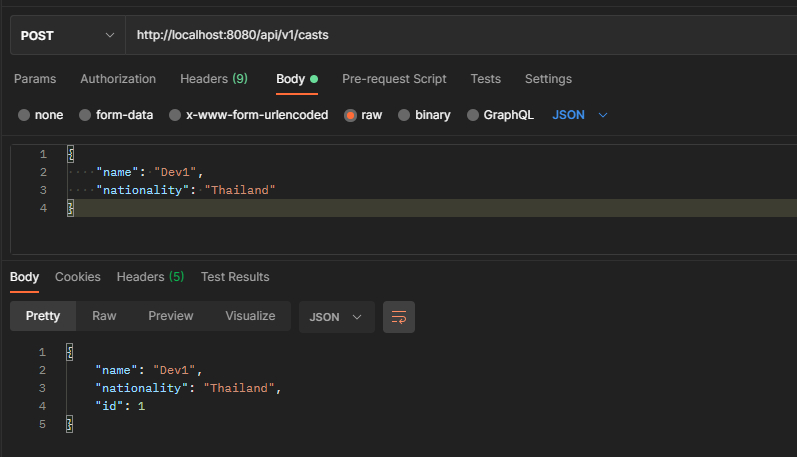 POST http://localhost:8080/api/v1/casts
Params Authorization Headers (9) Body Pre-request Script Tests Settings
none form-data x-www-form-urlencoded raw binary GraphQL JSON
1 {
2 "name": "Dev1",
3 "nationality": "Thailand"
4 }
Body Cookies Headers (5) Test Results
Pretty Raw Preview Visualize JSON
1 {
2 "name": "Dev1",
3 "nationality": "Thailand",
4 "id": 1
5 }